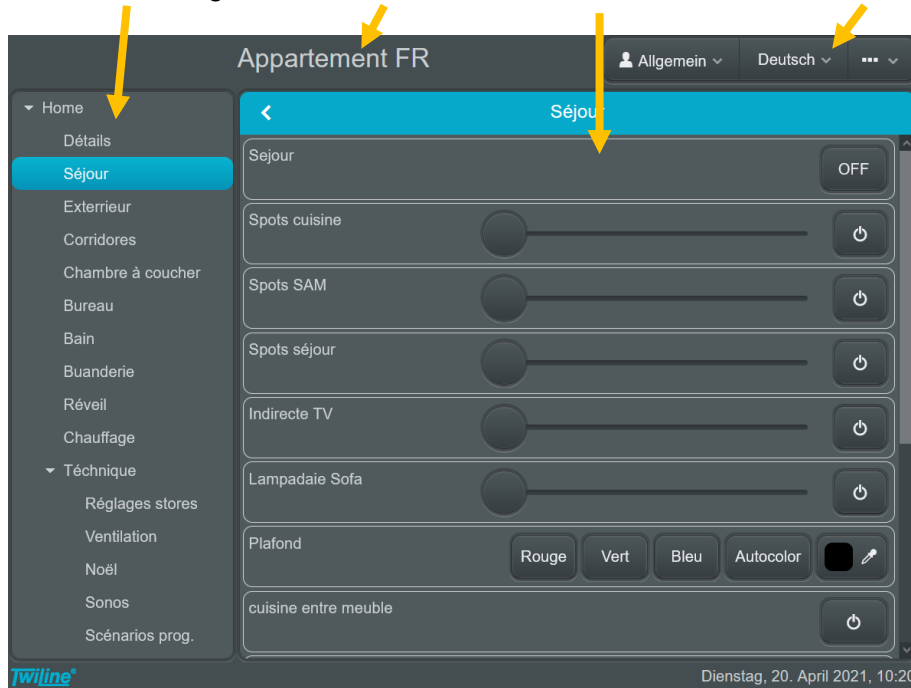 Appartement FR
Allgemein
Deutsch
Home
Détails
Séjour
Exterrieur
Corridores
Chambre à coucher
Bureau
Bain
Buanderie
Réveil
Chauffage
Téchnique
Réglages stores
Ventilation
Noël
Sonos
Scénarios prog.
Séjour
Sejour
OFF
Spots cuisine
Spots SAM
Spots séjour
Indirecte TV
Lampadaie Sofa
Plafond
Rouge Vert Bleu Autocolor
cuisine entre meuble
Twiline®
Dienstag, 20. April 2021, 10:20